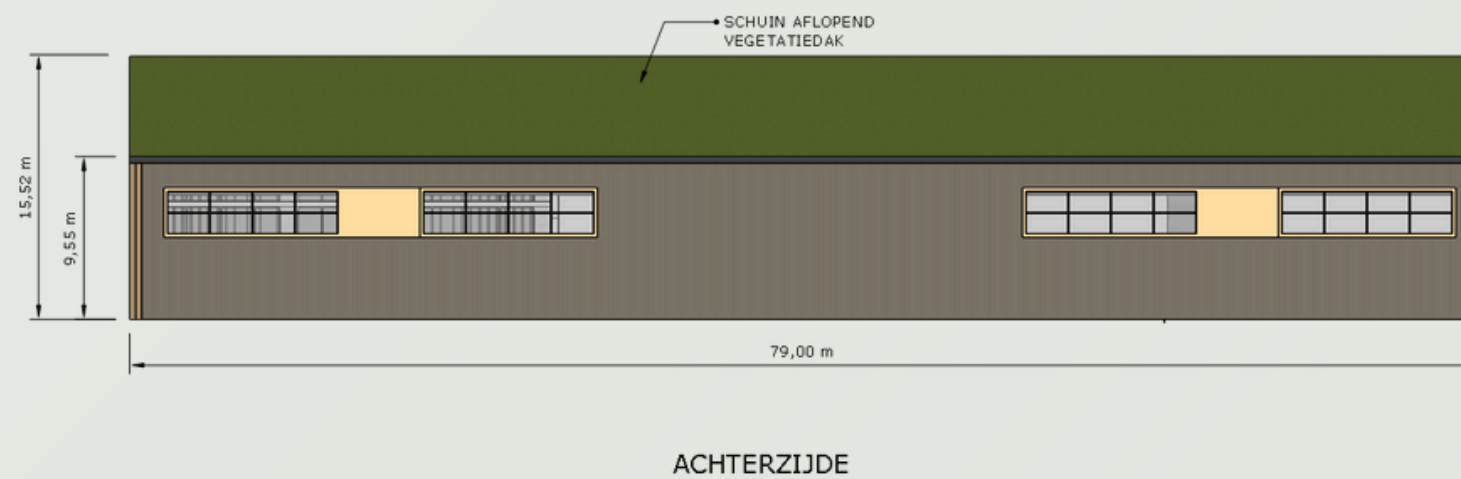 SCHUIN AFLOPEND
VEGETATIEDAK
15,52 m
9,55 m
79,00 m
ACHTERZIJDE